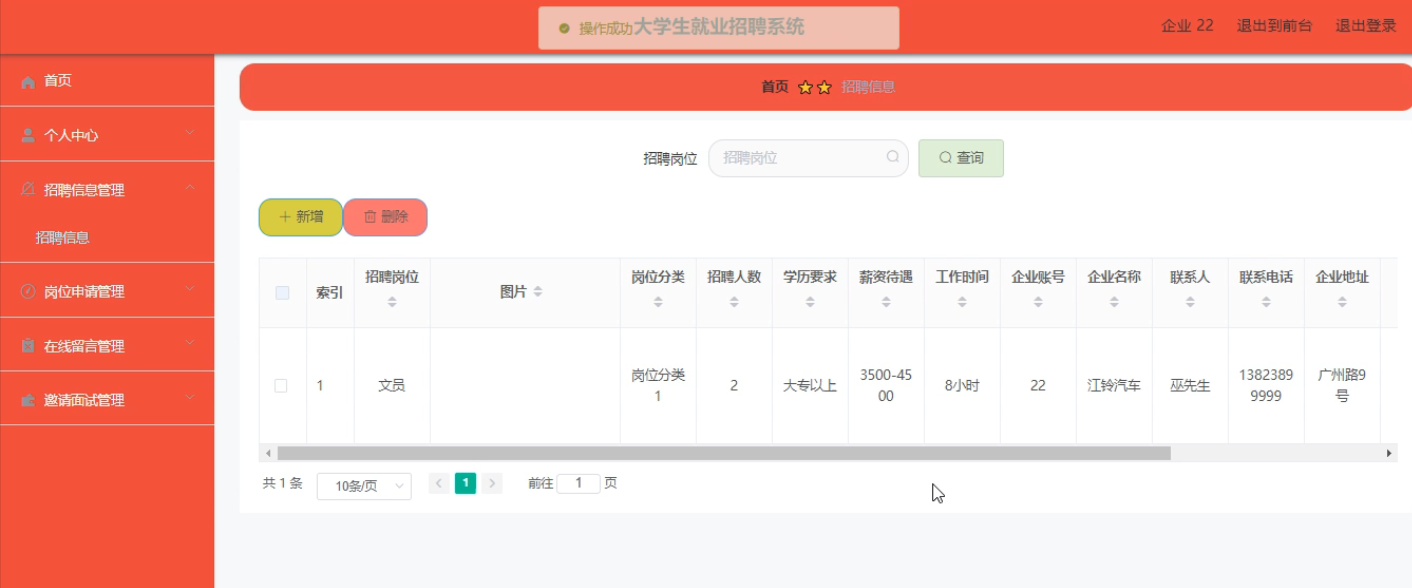 操作成功
大学生就业招聘系统
企业 22 退出到前台 退出登录
首页
个人中心
招聘信息管理
招聘信息
岗位申请管理
在线留言管理
邀请面试管理
首页 招聘信息
招聘岗位 招聘岗位 查询
新增 删除
索引 招聘岗位 图片 岗位分类 招聘人数 学历要求 薪资待遇 工作时间 企业账号 企业名称 联系人 联系电话 企业地址
1 文员 岗位分类 2 大专以上 3500-45 8小时 22 江铃汽车 巫先生 1382389 广州路9
1 00 9999 号
共 1 条 10条/页 1 前往 1 页